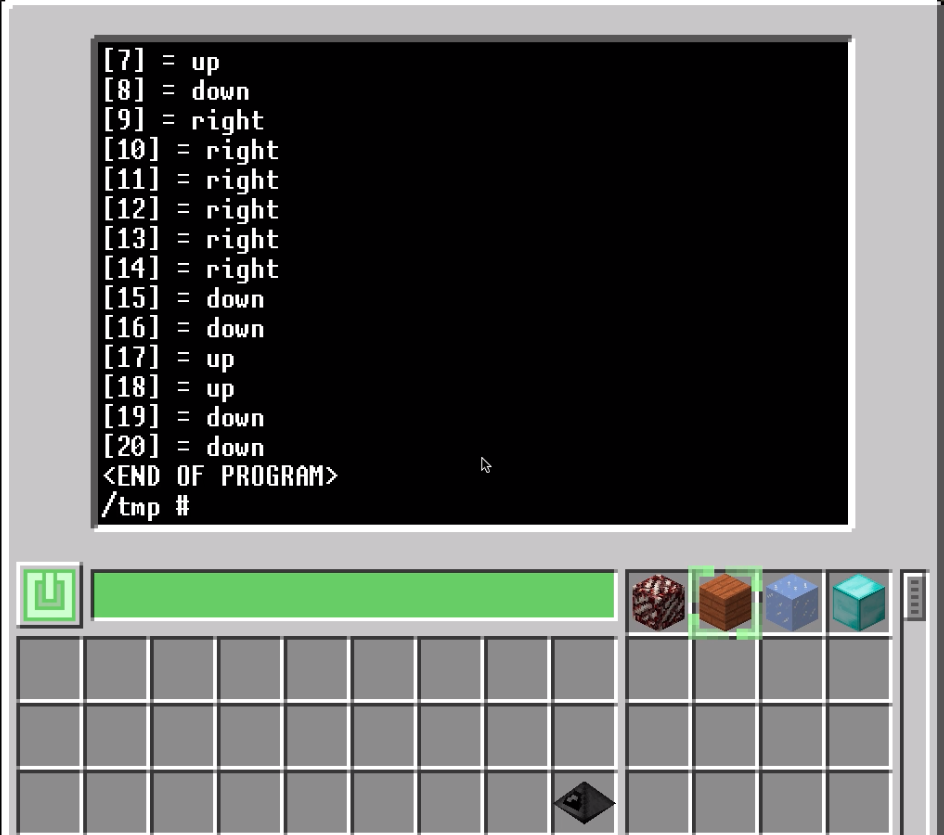 [7] = up
[8] = down
[9] = right
[10] = right
[11] = right
[12] = right
[13] = right
[14] = right
[15] = down
[16] = down
[17] = up
[18] = up
[19] = down
[20] = down
<END OF PROGRAM>
/tmp #